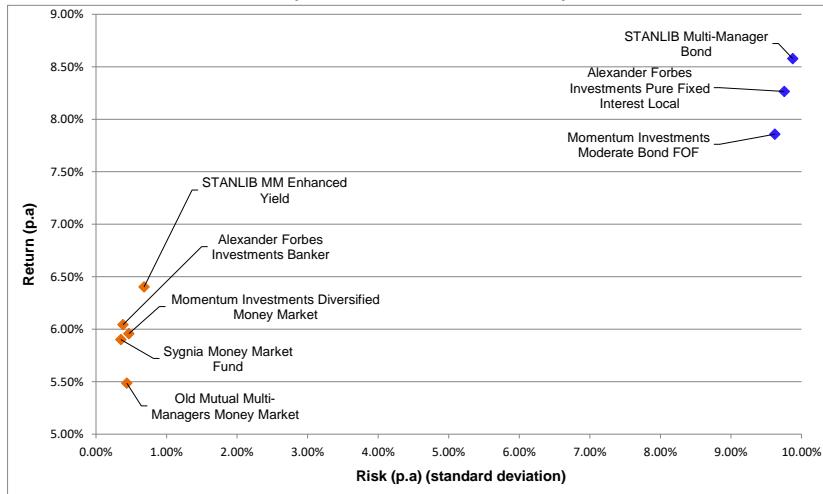 9.00%
8.50%
8.00%
7.50%
7.00%
6.50%
6.00%
5.50%
5.00%
Return (p.a)
STANLIB Multi-Manager
Bond
Alexander Forbes
Investments Pure Fixed
Interest Local
Momentum Investments
Moderate Bond FOF
STANLIB MM Enhanced
Yield
Alexander Forbes
Investments Banker
Momentum Investments Diversified
Money Market
Sygnia Money Market
Fund
Old Mutual Multi-
Managers Money Market
0.00% 1.00% 2.00% 3.00% 4.00% 5.00% 6.00% 7.00% 8.00% 9.00% 10.00%
Risk (p.a) (standard deviation)